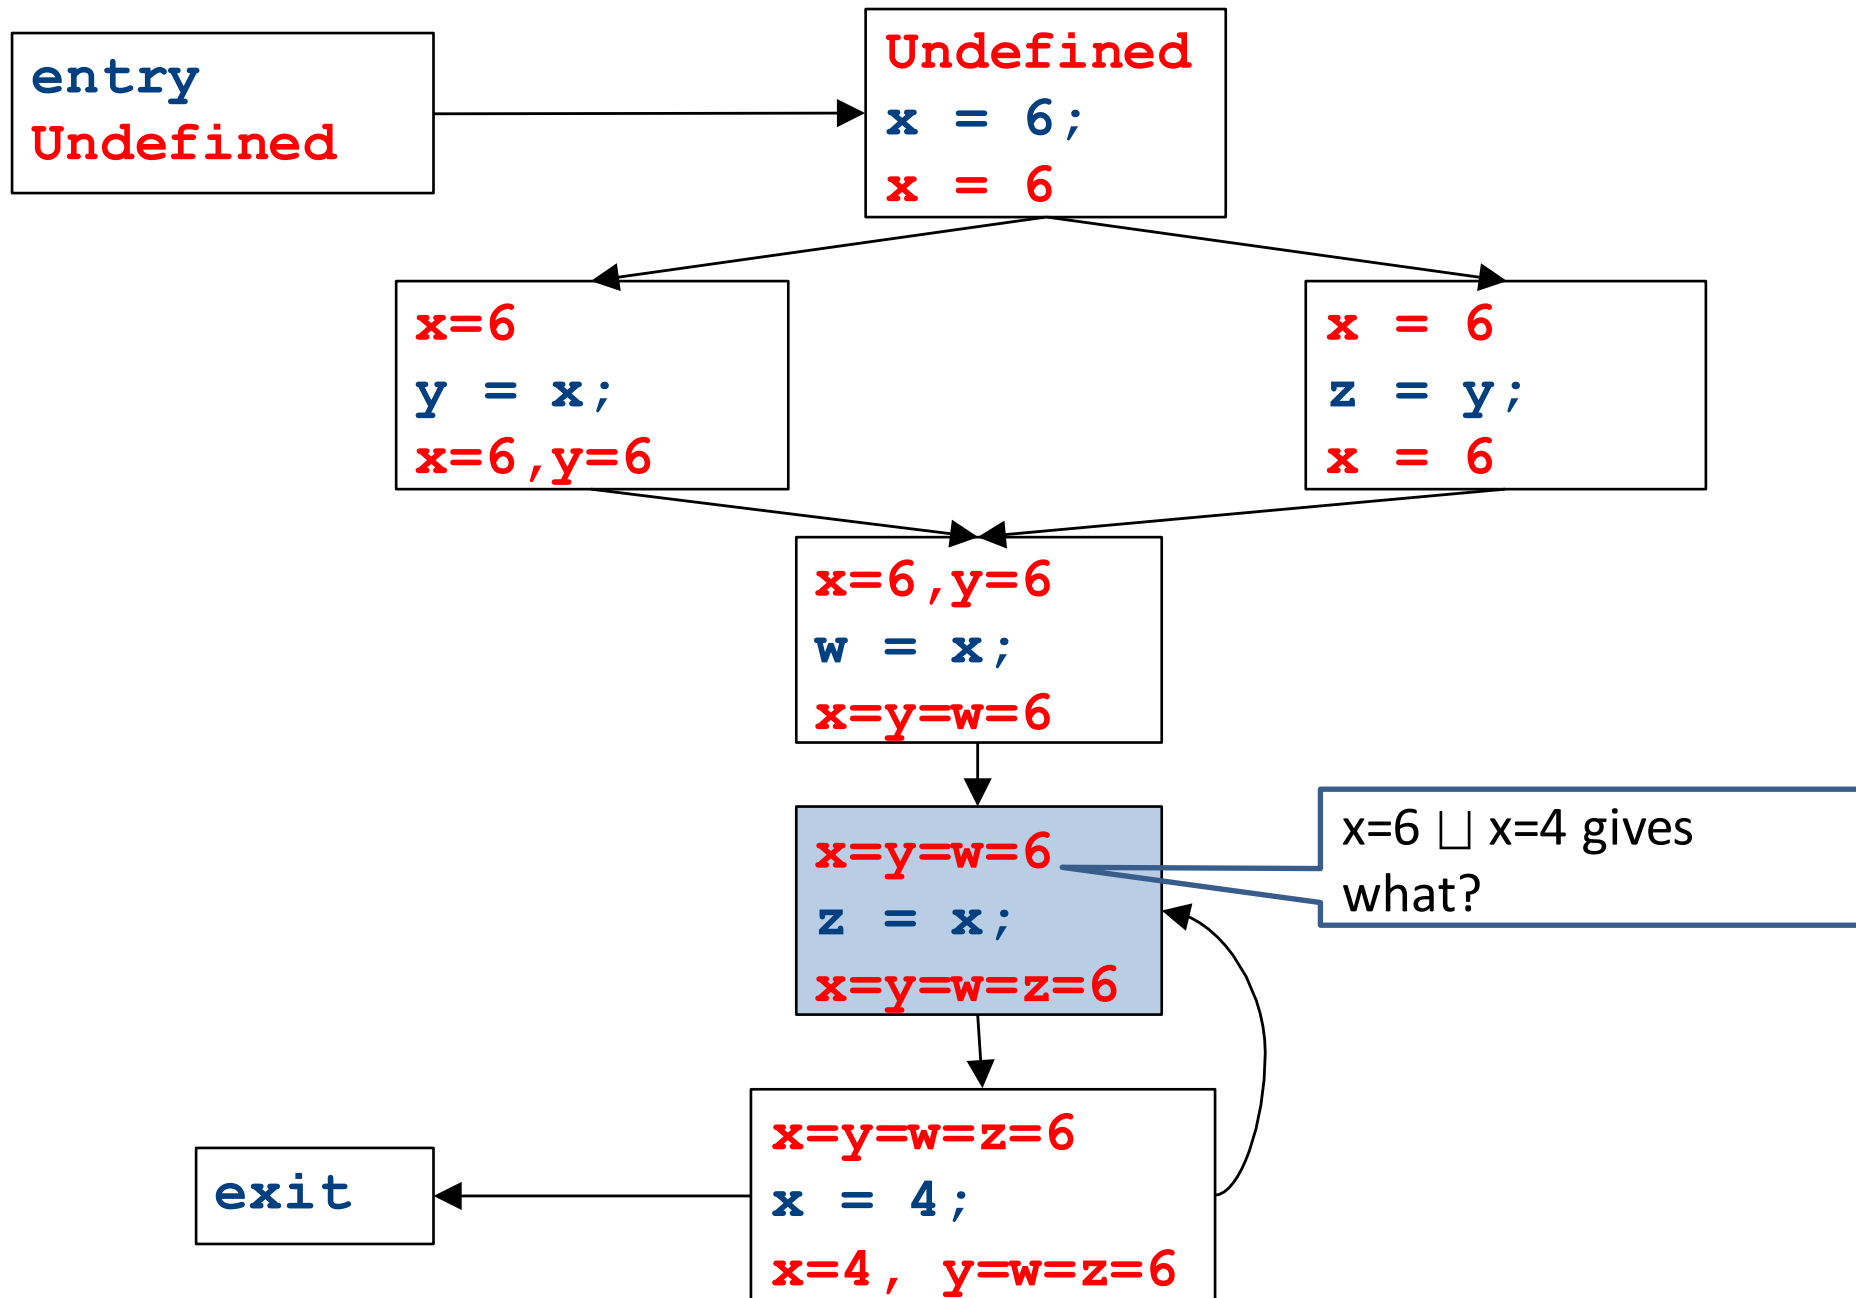 entry
Undefined
Undefined
x = 6;
x = 6
x=6
y = x;
x=6,y=6
x = 6
z = y;
x = 6
x=6,y=6
w = x;
x=y=w=6
x=y=w=6
z = x;
x=y=w=z=6
x=6 ⨆ x=4 gives
what?
x=y=w=z=6
x = 4;
x=4, y=w=z=6
exit